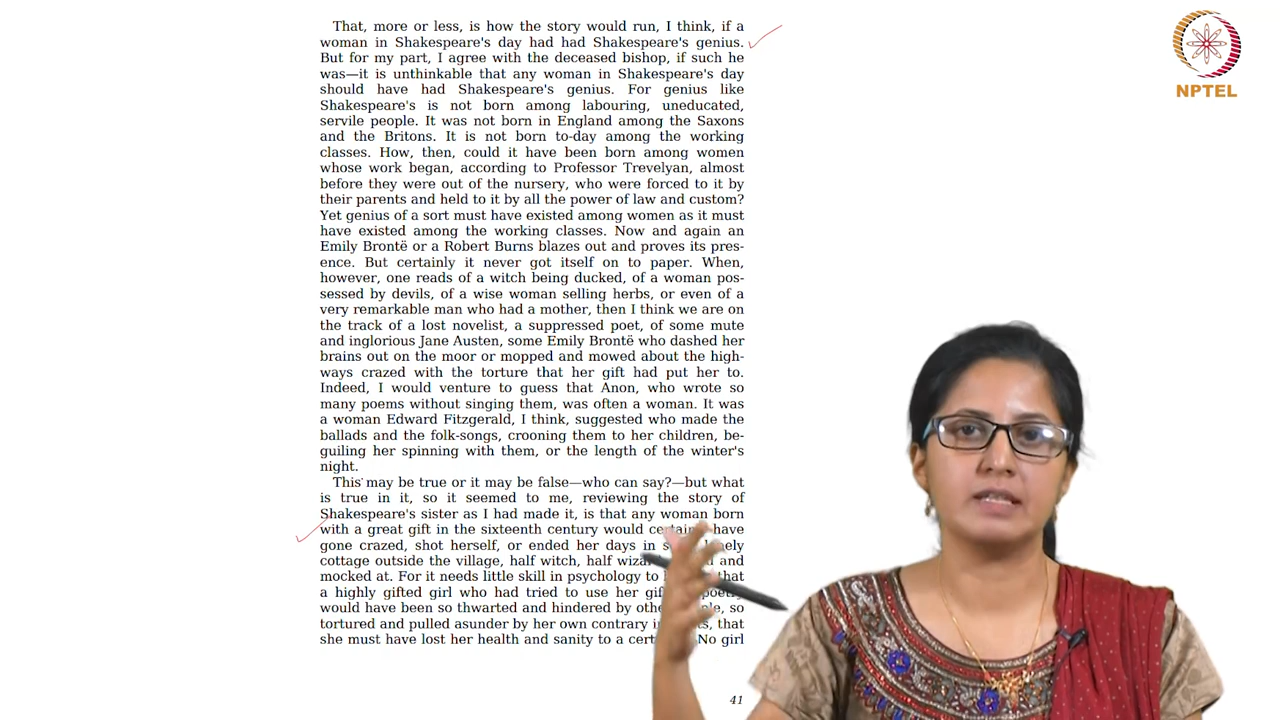 That, more or less, is how the story would run, I think, if a
woman in Shakespeare's day had had Shakespeare's genius.
But for my part, I agree with the deceased bishop, if such he
was—it is unthinkable that any woman in Shakespeare's day
should have had Shakespeare's genius. For genius like
Shakespeare's is not born among labouring, uneducated,
servile people. It was not born in England among the Saxons
and the Britons. It is not born to-day among the working
classes. How, then, could it have been born among women
whose work began, according to Professor Trevelyan, almost
before they were out of the nursery, who were forced to it by
their parents and held to it by all the power of law and custom?
Yet genius of a sort must have existed among women as it must
have existed among the working classes. Now and again an
Emily Brontë or a Robert Burns blazes out and proves its pres-
ence. But certainly it never got itself on to paper. When,
however, one reads of a witch being ducked, of a woman pos-
sessed by devils, of a wise woman selling herbs, or even of a
very remarkable man who had a mother, then I think we are on
the track of a lost novelist, a suppressed poet, of some mute
and inglorious Jane Austen, some Emily Brontë who dashed her
brains out on the moor or mopped and mowed about the high-
ways crazed with the torture that her gift had put her to.
Indeed, I would venture to guess that Anon, who wrote so
many poems without singing them, was often a woman. It was
a woman Edward Fitzgerald, I think, suggested who made the
ballads and the folk-songs, crooning them to her children, be-
guiling her spinning with them, or the length of the winter's
night.
This may be true or it may be false—who can say?—but what
is true in it, so it seemed to me, reviewing the story of
Shakespeare's sister as I had made it, is that any woman born
with a great gift in the sixteenth century would have
gone crazed, shot herself, or ended her days in
cottage outside the village, half witch, half and
mocked at. For it needs little skill in psychology to that
a highly gifted girl who had tried to use her poetry
would have been so thwarted and hindered by so
tortured and pulled asunder by her own contrary that
she must have lost her health and sanity to a No girl
41
NPTEL